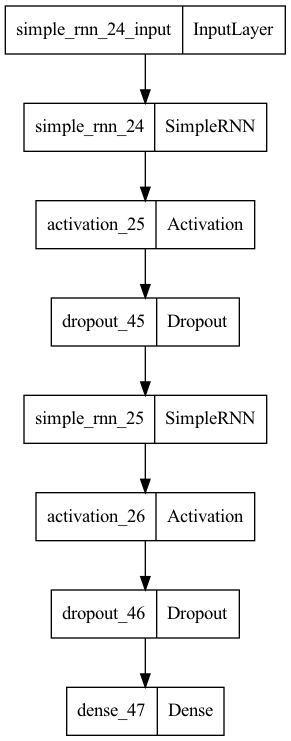 simple_rnn_24_input InputLayer
simple_rnn_24 SimpleRNN
activation_25 Activation
dropout_45 Dropout
simple_rnn_25 SimpleRNN
activation_26 Activation
dropout_46 Dropout
dense_47 Dense